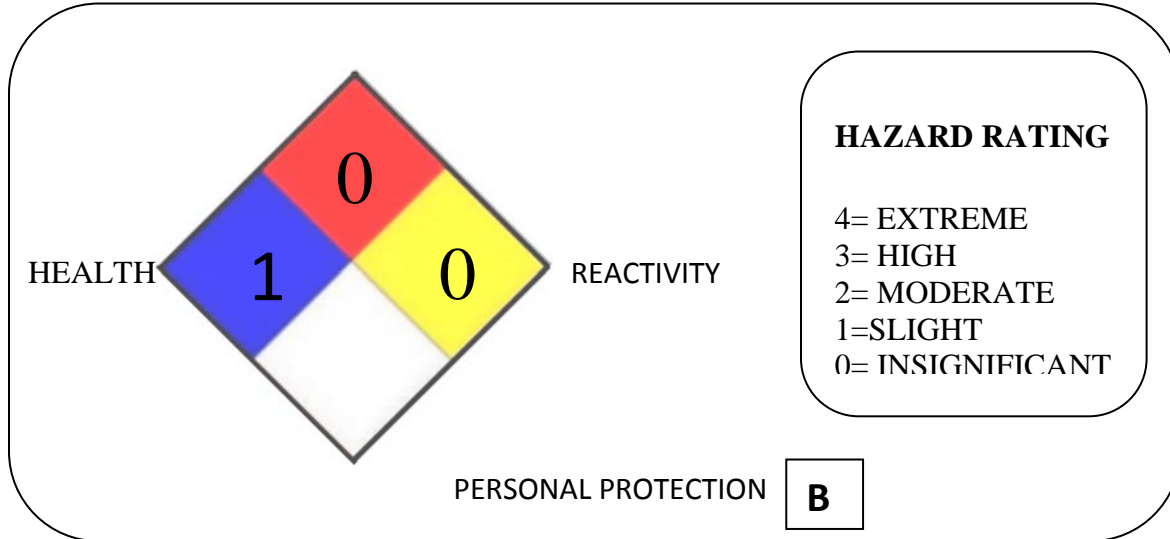 0
HEALTH 1 0 REACTIVITY
PERSONAL PROTECTION B
HAZARD RATING
4= EXTREME
3= HIGH
2= MODERATE
1=SLIGHT
0= INSIGNIFICANT